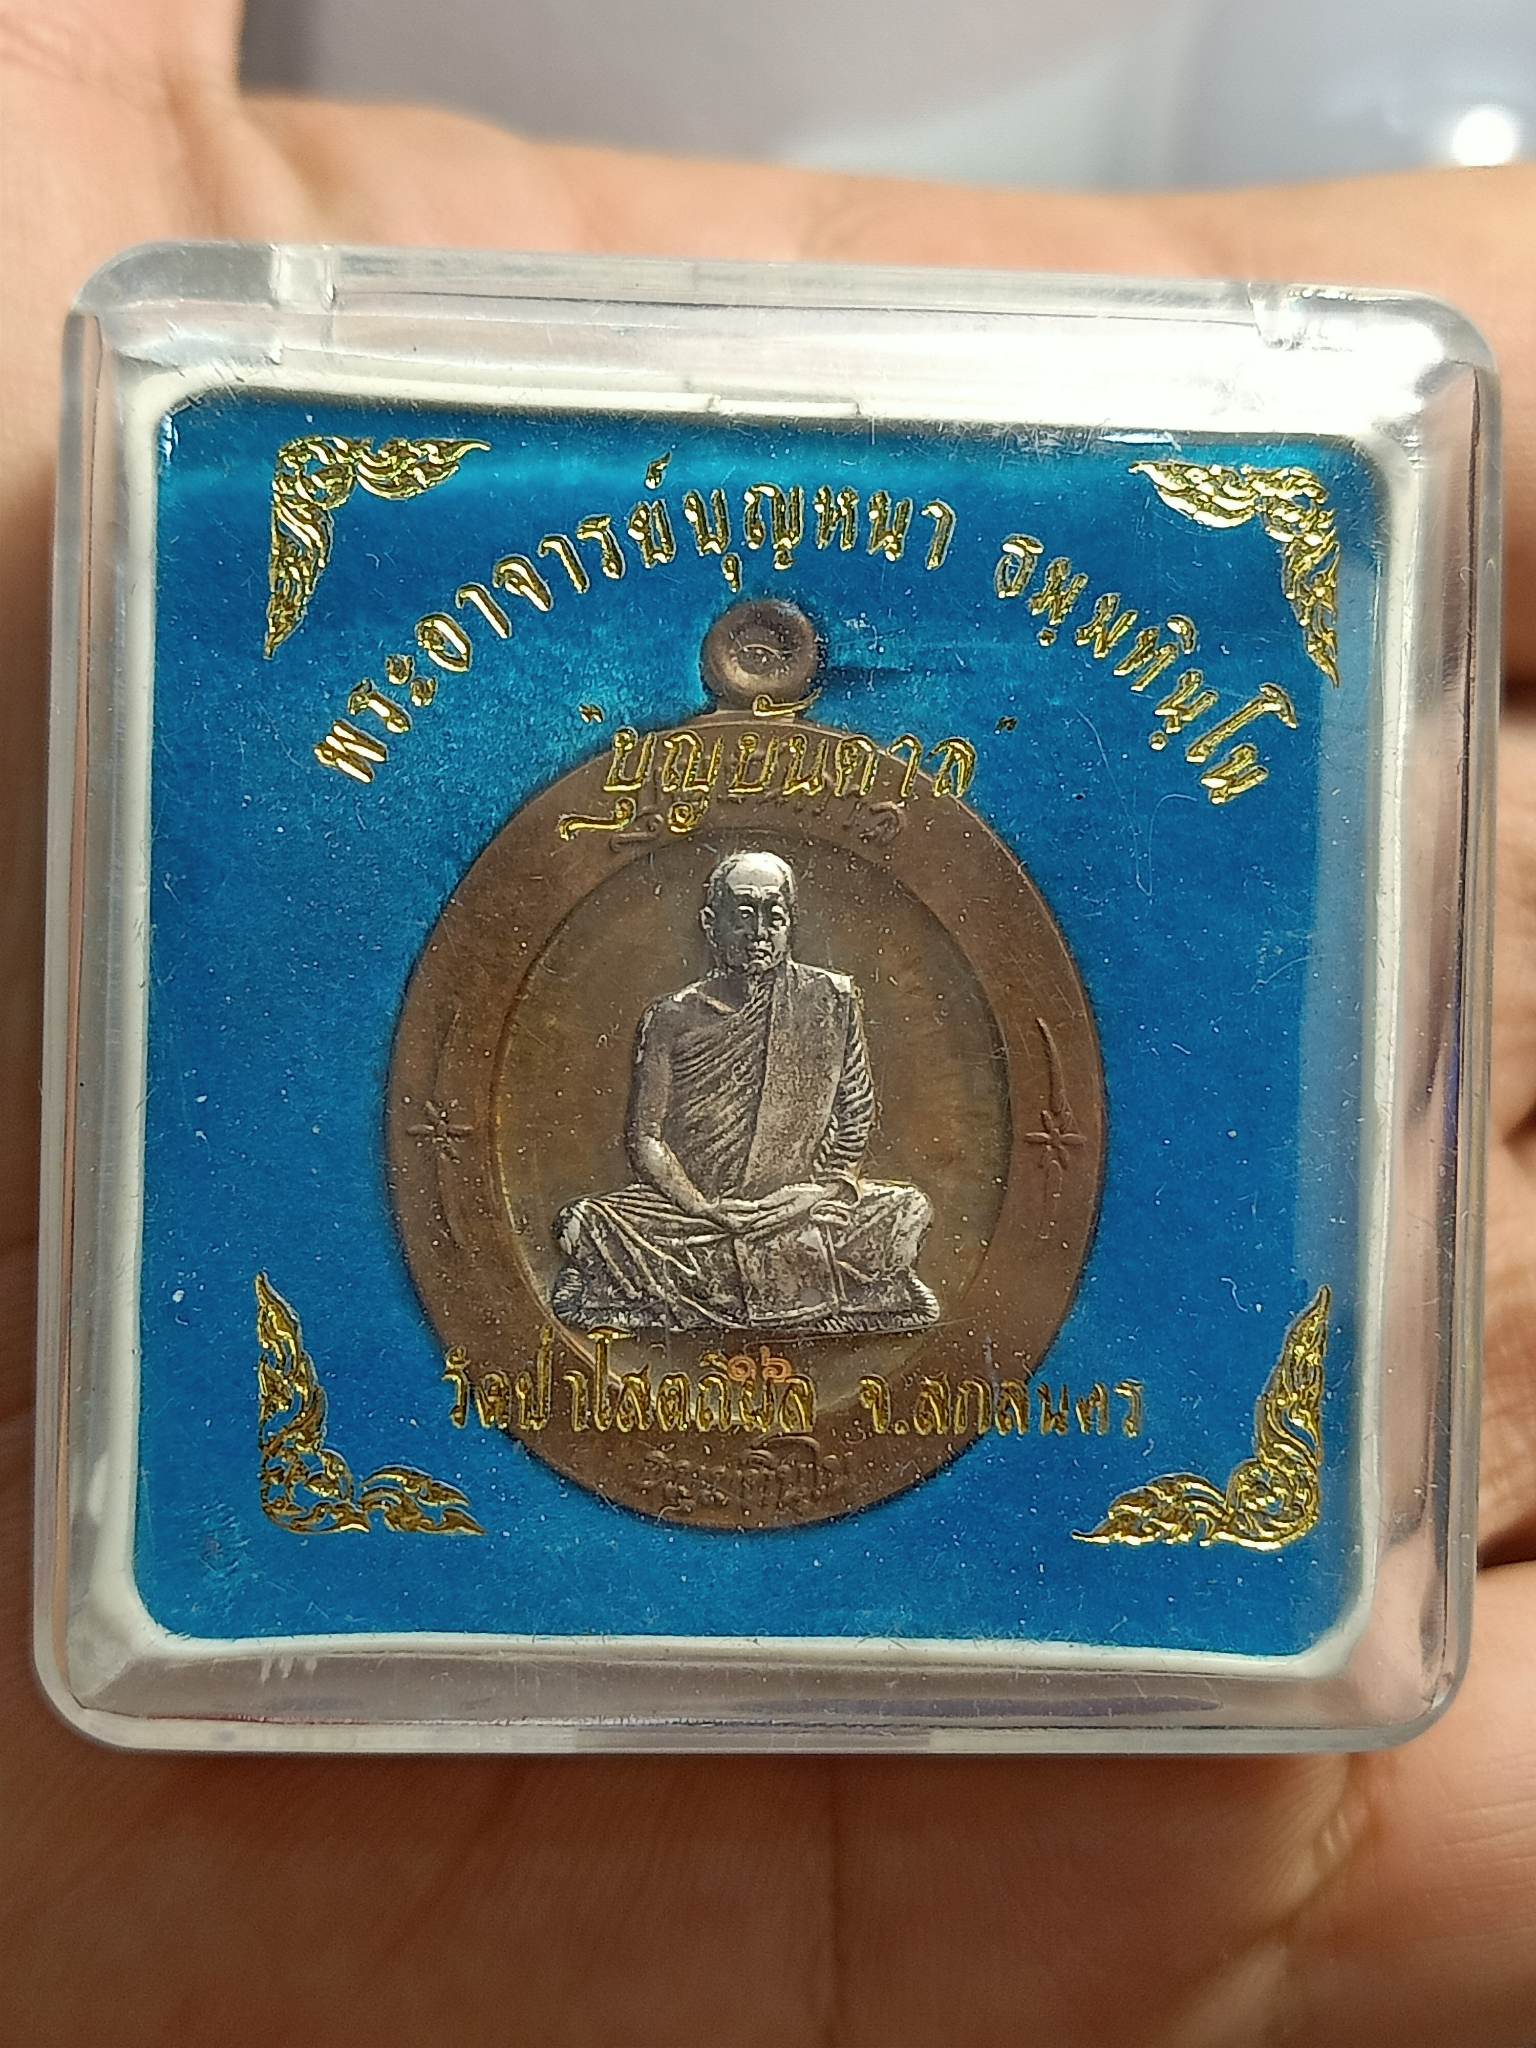 พระอาจารย์บุญหนา ธมฺมทินฺโน
"บุญบันดาล"
๑๖
วัดป่าโสตถิผล จ.สกลนคร